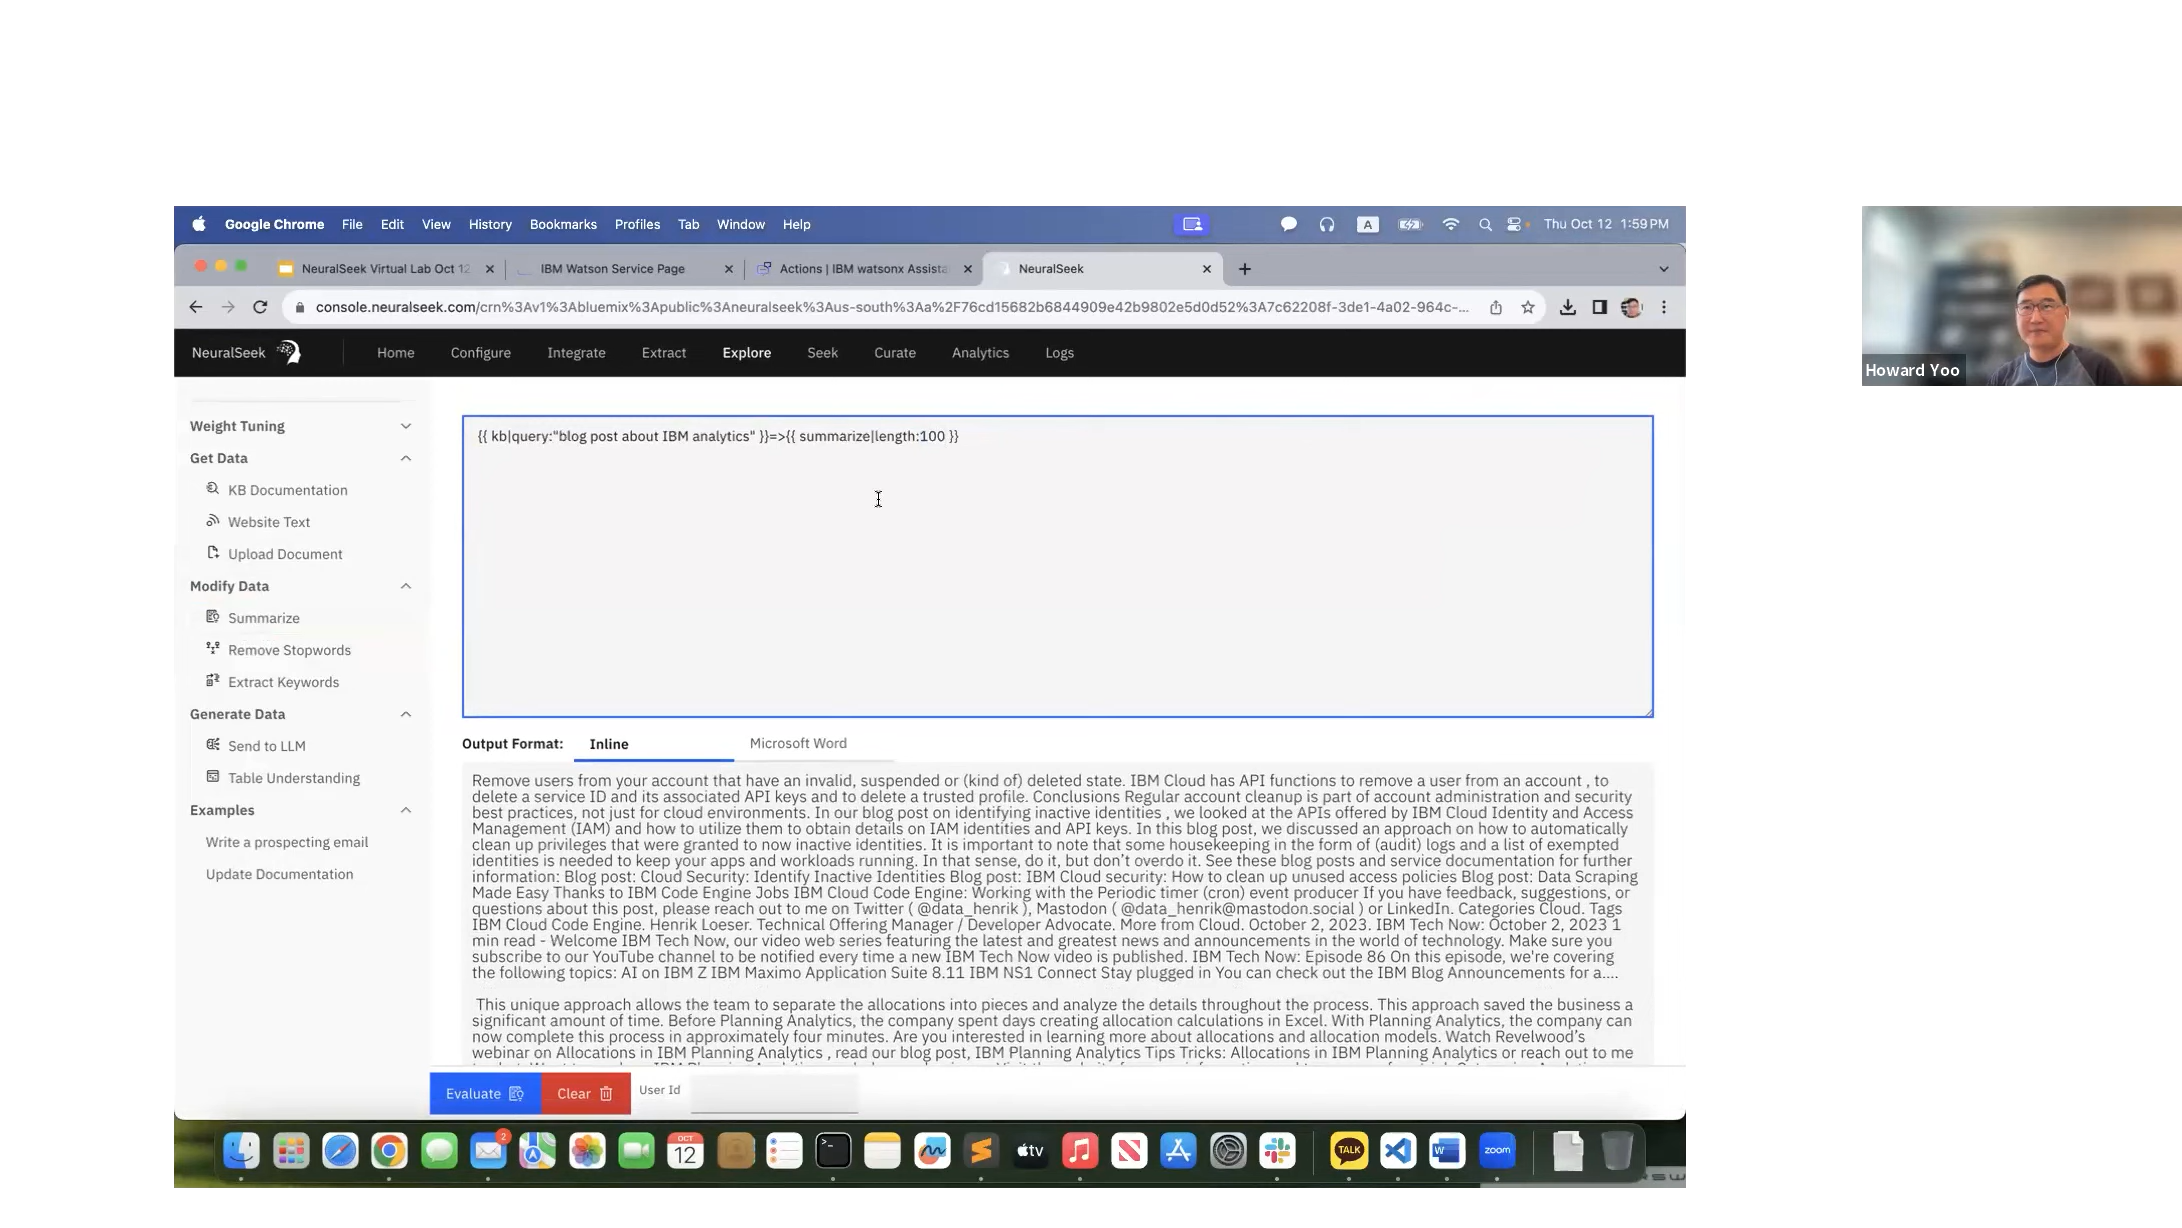 Google Chrome File Edit View History Bookmarks Profiles Tab Window Help A Thu Oct 12 1:59 PM
NeuralSeek Virtual Lab Oct 12 IBM Watson Service Page Actions | IBM watsonx Assista NeuralSeek
console.neuralseek.com/crn%3Av1%3Abluemix%3Apublic%3Aneuralseek%3Aus-south%3Aa%2F76cd15682b6844909e42b9802e5d0d52%3A7c62208f-3de1-4a02-964c-...
Howard Yoo
NeuralSeek Home Configure Integrate Extract Explore Seek Curate Analytics Logs
Weight Tuning
Get Data
KB Documentation
Website Text
Upload Document
Modify Data
Summarize
Remove Stopwords
Extract Keywords
Generate Data
Send to LLM
Table Understanding
Examples
Write a prospecting email
Update Documentation
{{ kb|query:"blog post about IBM analytics" }}=>{{ summarize|length:100 }}
Output Format: Inline Microsoft Word
Remove users from your account that have an invalid, suspended or (kind of) deleted state. IBM Cloud has API functions to remove a user from an account , to
delete a service ID and its associated API keys and to delete a trusted profile. Conclusions Regular account cleanup is part of account administration and security
best practices, not just for cloud environments. In our blog post on identifying inactive identities , we looked at the APIs offered by IBM Cloud Identity and Access
Management (IAM) and how to utilize them to obtain details on IAM identities and API keys. In this blog post, we discussed an approach on how to automatically
clean up privileges that were granted to now inactive identities. It is important to note that some housekeeping in the form of (audit) logs and a list of exempted
identities is needed to keep your apps and workloads running. In that sense, do it, but don't overdo it. See these blog posts and service documentation for further
information: Blog post: Cloud Security: Identify Inactive Identities Blog post: IBM Cloud security: How to clean up unused access policies Blog post: Data Scraping
Made Easy Thanks to IBM Code Engine Jobs IBM Cloud Code Engine: Working with the Periodic timer (cron) event producer If you have feedback, suggestions, or
questions about this post, please reach out to me on Twitter ( @data_henrik ), Mastodon ( @data_henrik@mastodon.social ) or LinkedIn. Categories Cloud. Tags
IBM Cloud Code Engine. Henrik Loeser. Technical Offering Manager / Developer Advocate. More from Cloud. October 2, 2023. IBM Tech Now: October 2, 2023 1
min read - Welcome IBM Tech Now, our video web series featuring the latest and greatest news and announcements in the world of technology. Make sure you
subscribe to our YouTube channel to be notified every time a new IBM Tech Now video is published. IBM Tech Now: Episode 86 On this episode, we're covering
the following topics: AI on IBM Z IBM Maximo Application Suite 8.11 IBM NS1 Connect Stay plugged in You can check out the IBM Blog Announcements for a....
This unique approach allows the team to separate the allocations into pieces and analyze the details throughout the process. This approach saved the business a
significant amount of time. Before Planning Analytics, the company spent days creating allocation calculations in Excel. With Planning Analytics, the company can
now complete this process in approximately four minutes. Are you interested in learning more about allocations and allocation models. Watch Revelwood's
webinar on Allocations in IBM Planning Analytics , read our blog post, IBM Planning Analytics Tips Tricks: Allocations in IBM Planning Analytics or reach out to me
Evaluate Clear User Id
2 OCT 12 tv TALK W zoom